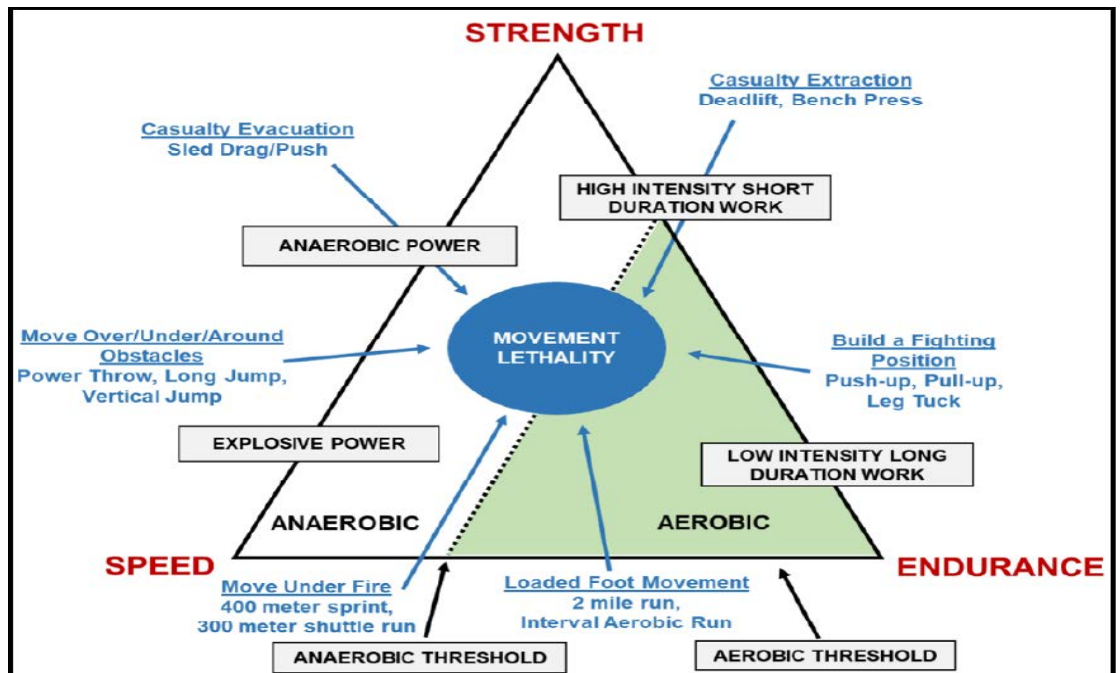 STRENGTH
Casualty Extraction
Deadlift, Bench Press
Casualty Evacuation
Sled Drag/Push
HIGH INTENSITY SHORT
DURATION WORK
ANAEROBIC POWER
MOVEMENT
LETHALITY
Move Over/Under/Around
Obstacles
Power Throw, Long Jump,
Vertical Jump
Build a Fighting
Position
Push-up, Pull-up,
Leg Tuck
EXPLOSIVE POWER
LOW INTENSITY LONG
DURATION WORK
ANAEROBIC
AEROBIC
SPEED
ENDURANCE
Move Under Fire
400 meter sprint,
300 meter shuttle run
Loaded Foot Movement
2 mile run,
Interval Aerobic Run
ANAEROBIC THRESHOLD
AEROBIC THRESHOLD